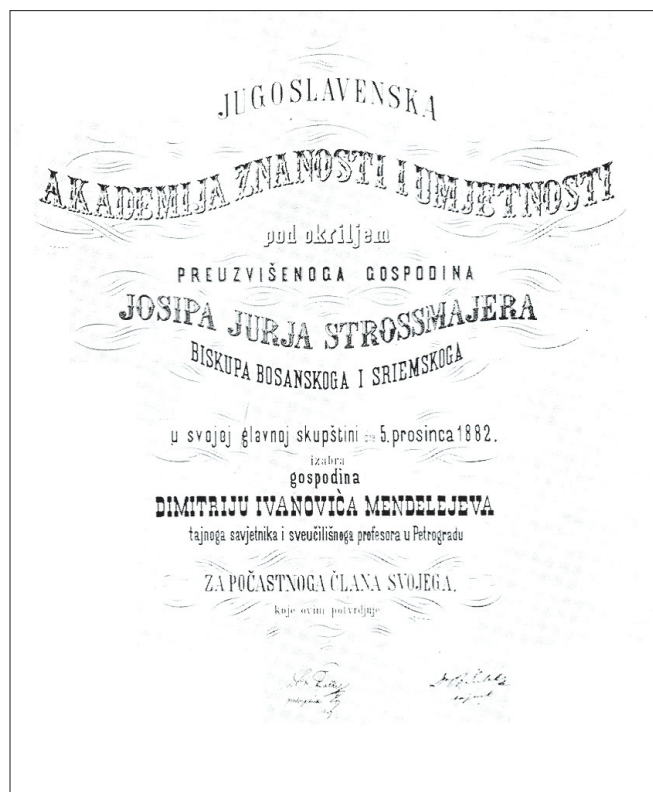 JUGOSLAVENSKA
AKADEMIJA ZNANOSTI I UMJETNOSTI
pod okriljem
PREUZVIŠENOGA GOSPODINA
JOSIPA JURJA STROSSMAJERA
BISKUPA BOSANSKOGA I SRIEMSKOGA
u svojoj glavnoj skupštini 5. prosinca 1882.
izabra
gospodina
DIMITRIJU IVANOVIĆA MENDELEJEVA
tajnoga savjetnika i sveučilišnoga profesora u Petrogradu
ZA POČASTNOGA ČLANA SVOJEGA,
koje ovim potvrdjuje